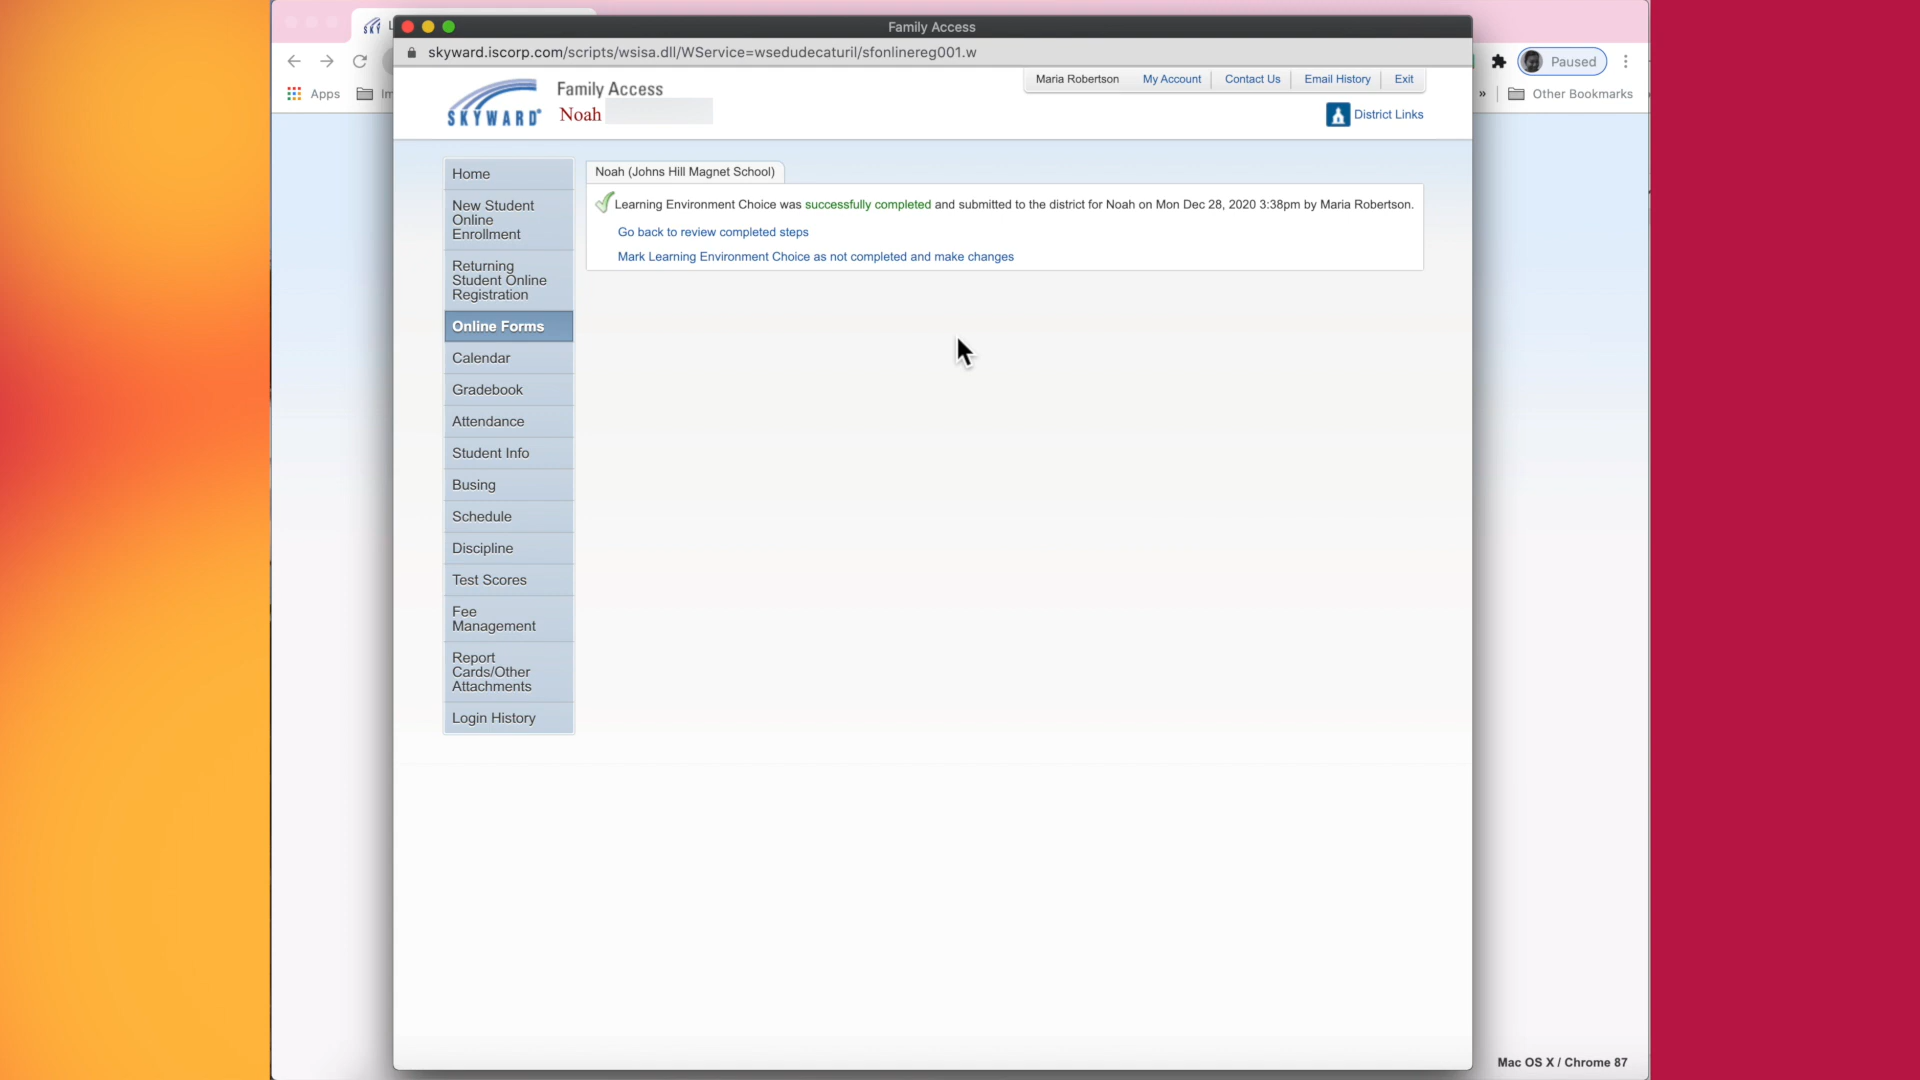 Family Access
skyward.iscorp.com/scripts/wsisa.dll/WService=wsedudecaturil/sfonlinereg001.w
Paused
Apps
Other Bookmarks
»
SKYWARD
Family Access
Noah
Maria Robertson My Account Contact Us Email History Exit
District Links
Home
New Student
Online
Enrollment
Returning
Student Online
Registration
Online Forms
Calendar
Gradebook
Attendance
Student Info
Busing
Schedule
Discipline
Test Scores
Fee
Management
Report
Cards/Other
Attachments
Login History
Noah (Johns Hill Magnet School)
Learning Environment Choice was successfully completed and submitted to the district for Noah on Mon Dec 28, 2020 3:38pm by Maria Robertson.
Go back to review completed steps
Mark Learning Environment Choice as not completed and make changes
Mac OS X / Chrome 87